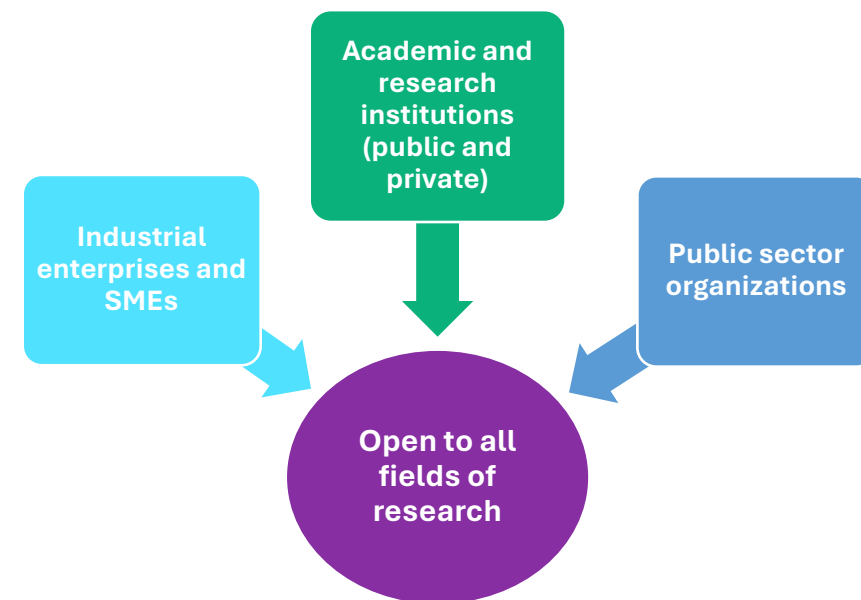 Academic and
research
institutions
(public and
private)
Industrial
enterprises and
SMEs
Public sector
organizations
Open to all
fields of
research